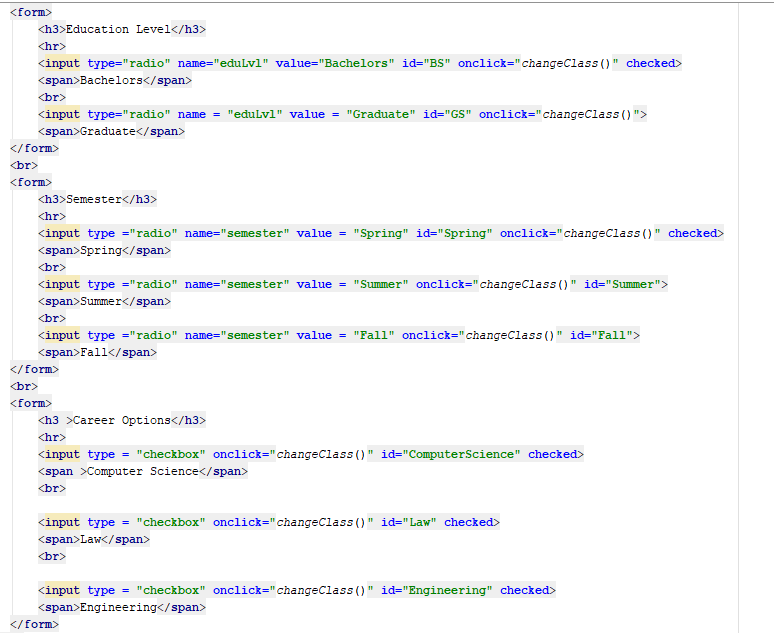 <form>
<h3>Education Level</h3>
<hr>
<input type="radio" name="eduLvl" value="Bachelors" id="BS" onclick="changeClass()" checked>
<span>Bachelors</span>
<br>
<input type="radio" name = "eduLvl" value = "Graduate" id="GS" onclick="changeClass()">
<span>Graduate</span>
</form>
<br>
<form>
<h3>Semester</h3>
<hr>
<input type ="radio" name="semester" value = "Spring" id="Spring" onclick="changeClass()" checked>
<span>Spring</span>
<br>
<input type ="radio" name="semester" value = "Summer" onclick="changeClass()" id="Summer">
<span>Summer</span>
<br>
<input type ="radio" name="semester" value = "Fall" onclick="changeClass()" id="Fall">
<span>Fall</span>
</form>
<br>
<form>
<h3 >Career Options</h3>
<hr>
<input type = "checkbox" onclick="changeClass()" id="ComputerScience" checked>
<span >Computer Science</span>
<br>
<input type = "checkbox" onclick="changeClass()" id="Law" checked>
<span>Law</span>
<br>
<input type = "checkbox" onclick="changeClass()" id="Engineering" checked>
<span>Engineering</span>
</form>